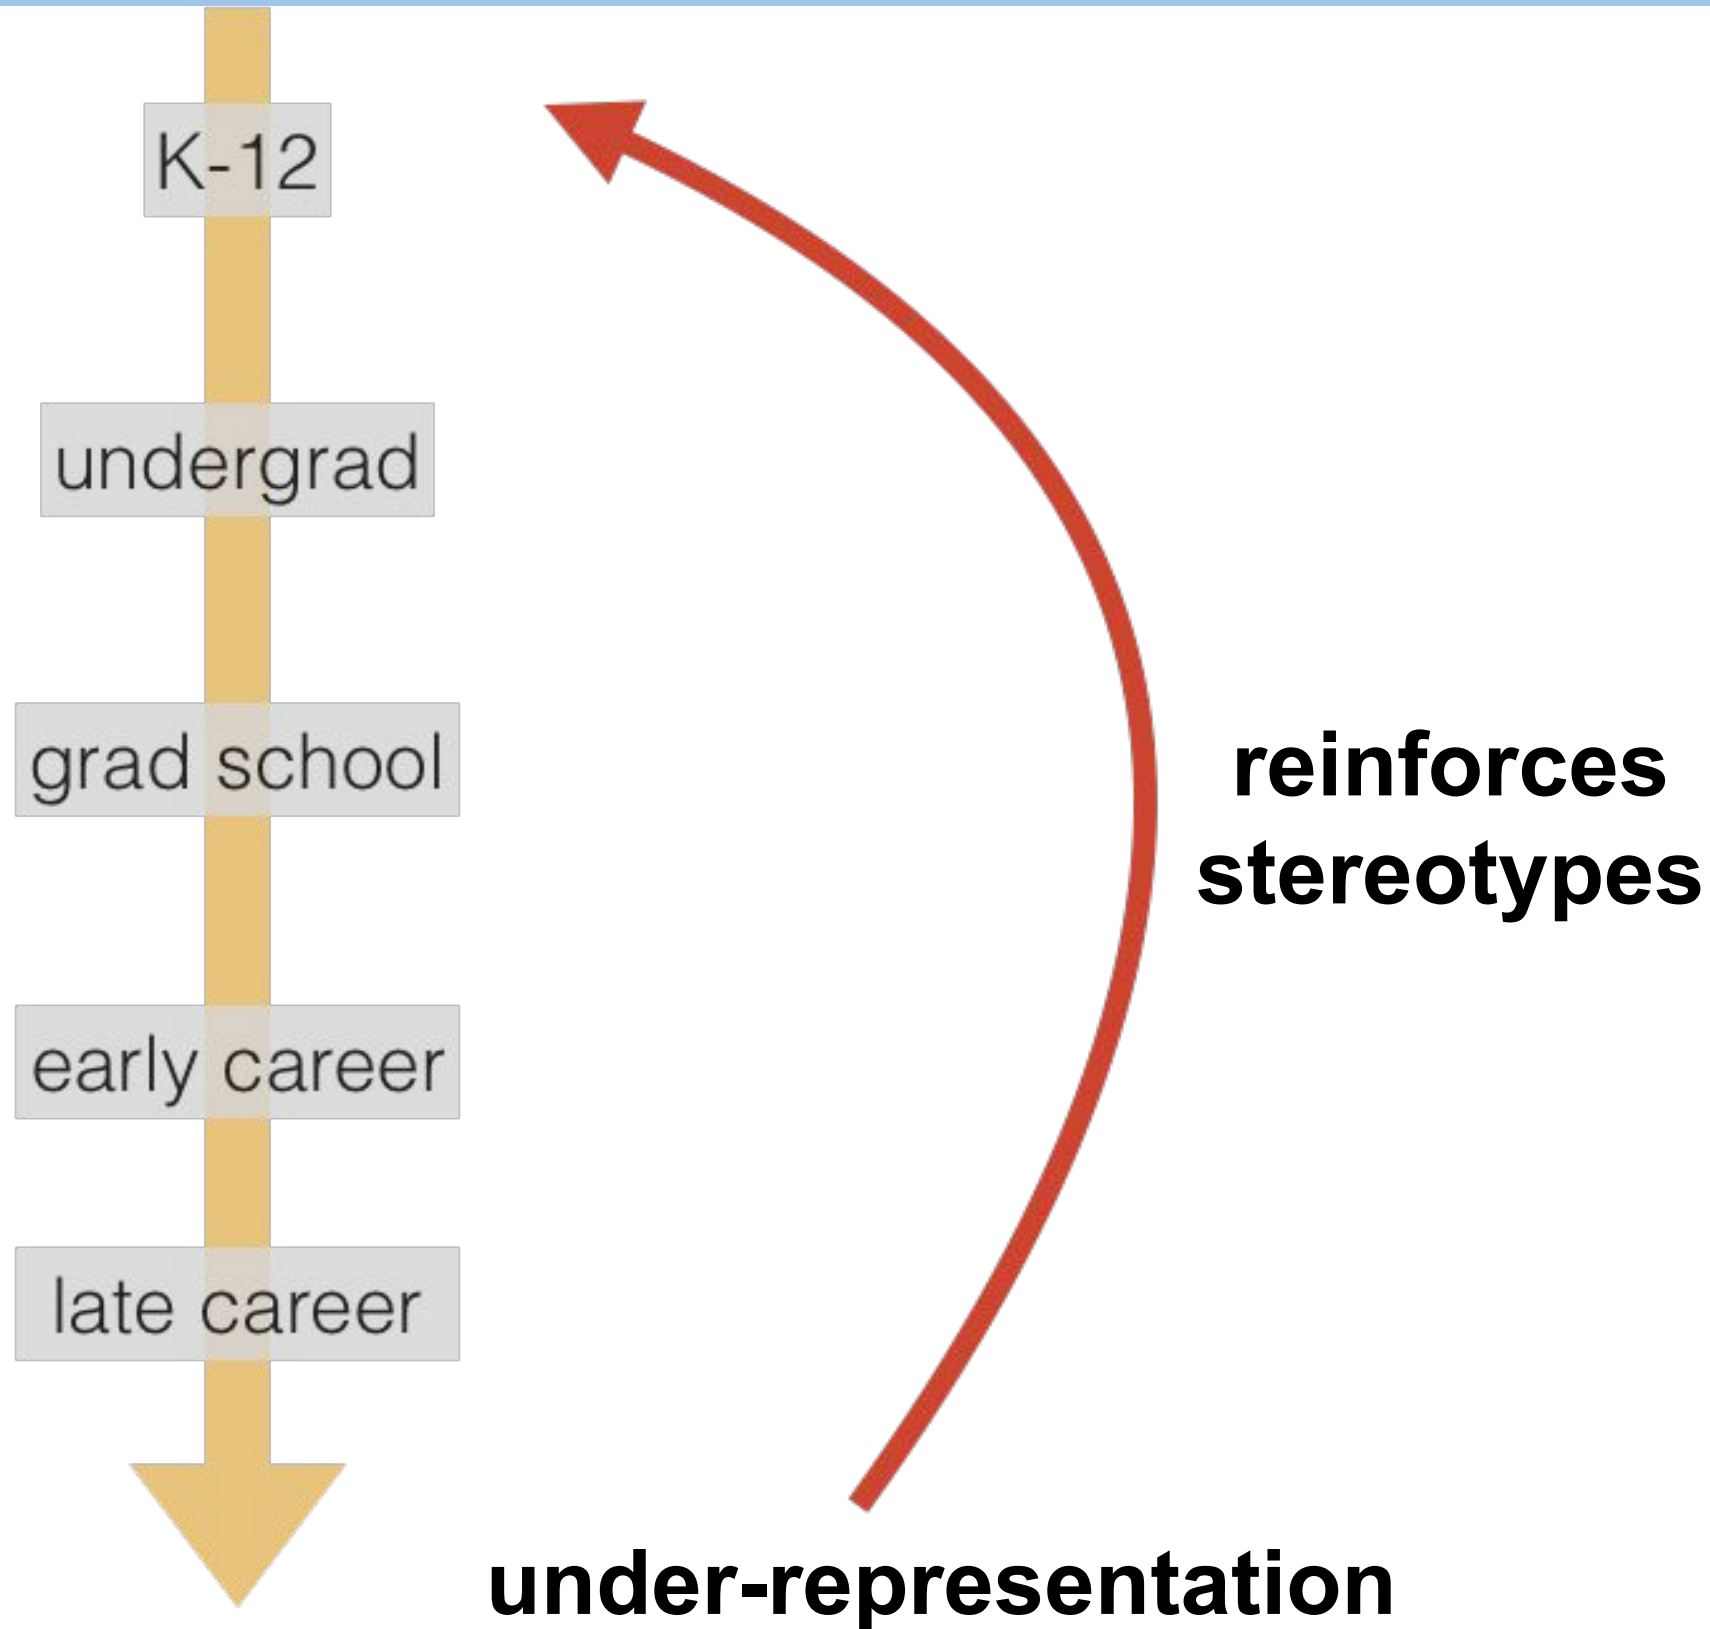 K-12
undergrad
grad school
early career
late career
reinforces
stereotypes
under-representation